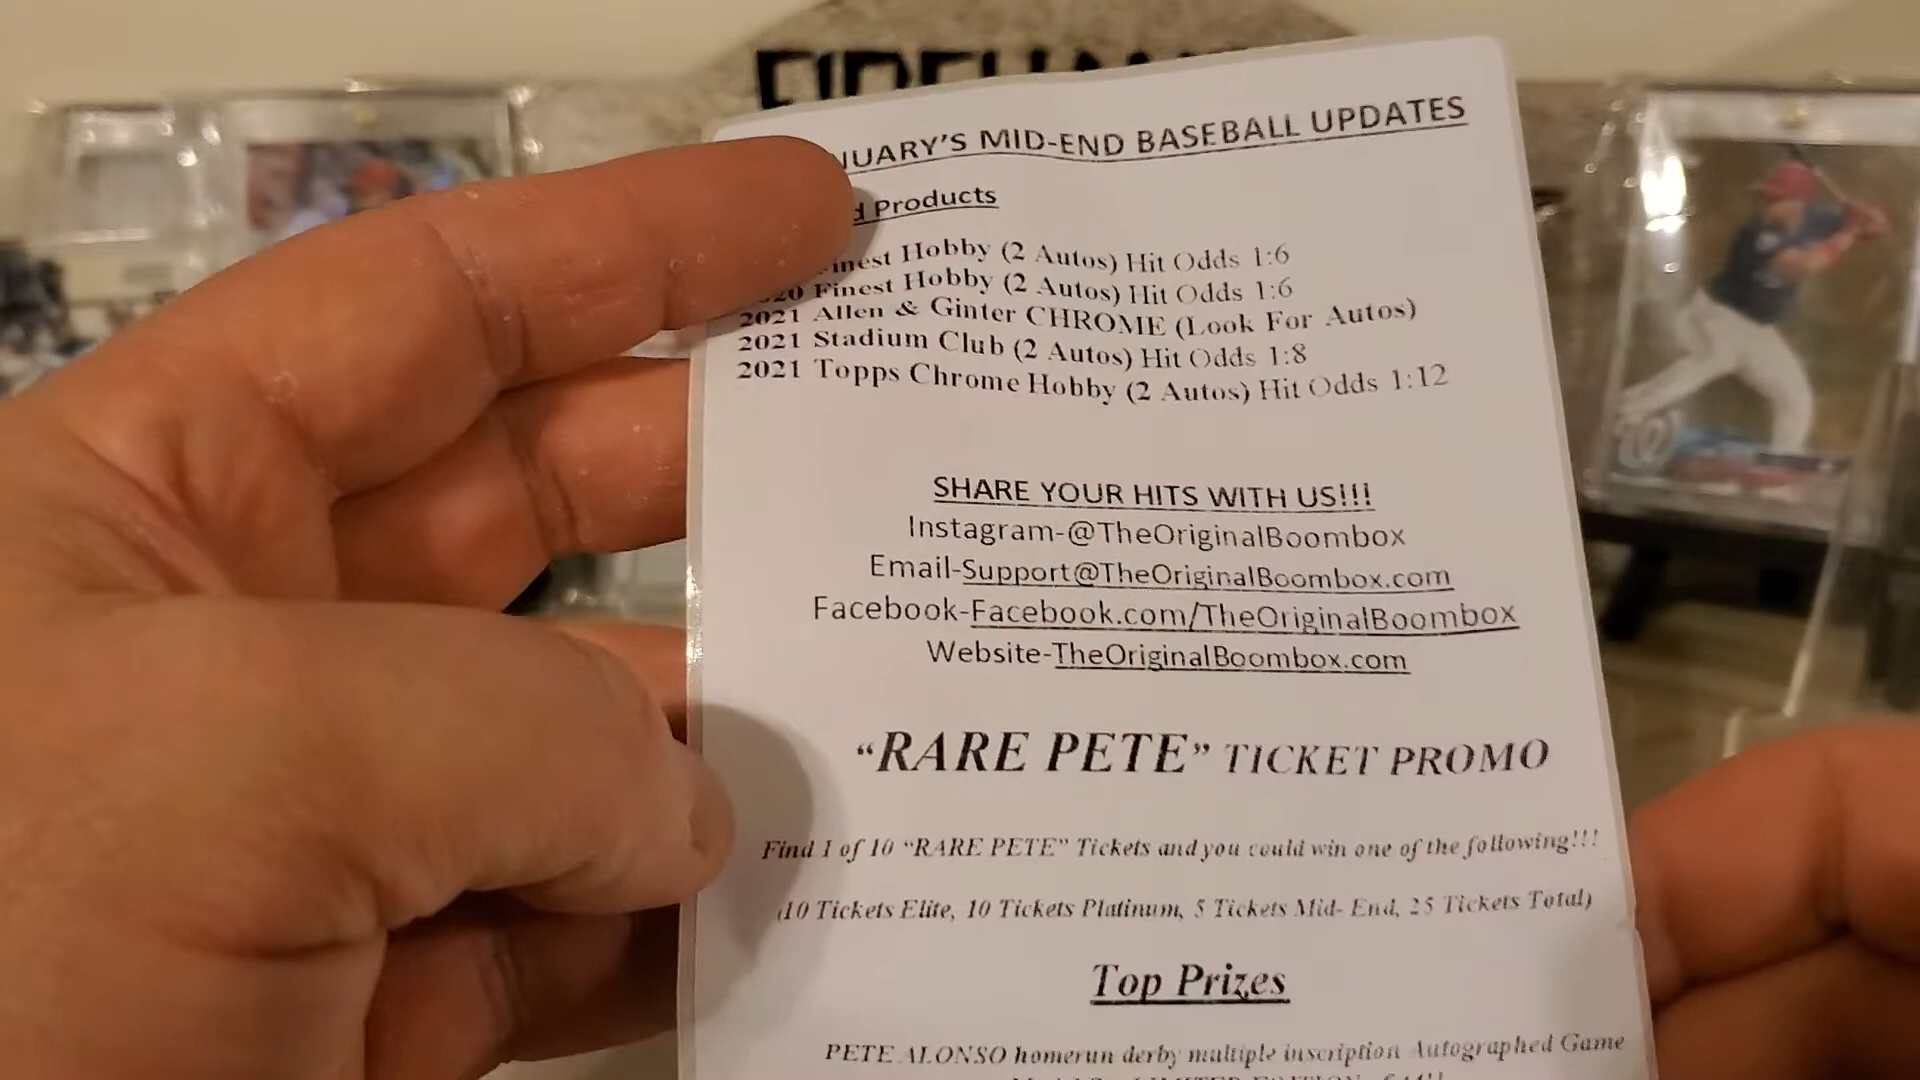 NUARY'S MID-END BASEBALL UPDATES
d Products
Finest Hobby (2 Autos) Hit Odds 1:6
20 Finest Hobby (2 Autos) Hit Odds 1:6
2021 Allen & Ginter CHROME (Look For Autos)
2021 Stadium Club (2 Autos) Hit Odds 1:8
2021 Topps Chrome Hobby (2 Autos) Hit Odds 1:12
SHARE YOUR HITS WITH US!!!
Instagram-@TheOriginalBoombox
Email-Support@TheOriginalBoombox.com
Facebook-Facebook.com/TheOriginalBoombox
Website-TheOriginalBoombox.com
“RARE PETE” TICKET PROMO
Find 1 of 10 “RARE PETE” Tickets and you could win one of the following!!!
(10 Tickets Elite, 10 Tickets Platinum, 5 Tickets Mid- End, 25 Tickets Total)
Top Prizes
PETE ALONSO homerun derby multiple inscription Autographed Game